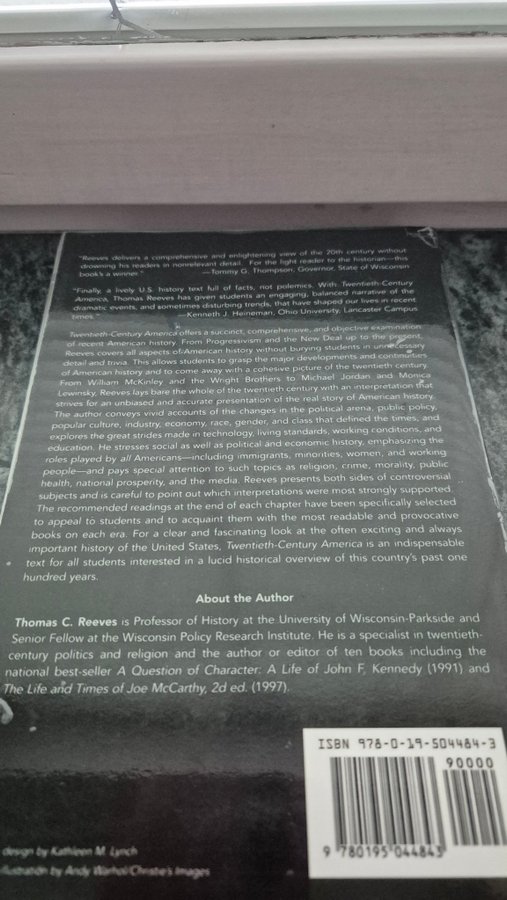 "Reeves delivers a comprehensive and enlightening view of the 20th century without
drowning his readers in nonrelevant detail. For the light reader to the historian—this
book's a winner."          —Tommy G. Thompson, Governor, State of Wisconsin
"Finally, a lively U.S. history text full of facts, not polemics. With Twentieth-Century
America, Thomas Reeves has given students an engaging, balanced narrative of the
dramatic events, and sometimes disturbing trends, that have shaped our lives in recent
times."          —Kenneth J. Heineman, Ohio University, Lancaster Campus
Twentieth-Century America offers a succinct, comprehensive, and objective examination
of recent American history. From Progressivism and the New Deal up to the present,
Reeves covers all aspects of American history without burying students in unnecessary
detail and trivia. This allows students to grasp the major developments and continuities
of American history and to come away with a cohesive picture of the twentieth century.
From William McKinley and the Wright Brothers to Michael Jordan and Monica
Lewinsky, Reeves lays bare the whole of the twentieth century with an interpretation that
strives for an unbiased and accurate presentation of the real story of American history.
The author conveys vivid accounts of the changes in the political arena, public policy,
popular culture, industry, economy, race, gender, and class that defined the times, and
explores the great strides made in technology, living standards, working conditions, and
education. He stresses social as well as political and economic history, emphasizing the
roles played by all Americans—including immigrants, minorities, women, and working
people—and pays special attention to such topics as religion, crime, morality, public
health, national prosperity, and the media. Reeves presents both sides of controversial
subjects and is careful to point out which interpretations were most strongly supported.
The recommended readings at the end of each chapter have been specifically selected
to appeal to students and to acquaint them with the most readable and provocative
books on each era. For a clear and fascinating look at the often exciting and always
important history of the United States, Twentieth-Century America is an indispensable
text for all students interested in a lucid historical overview of this country's past one
hundred years.
About the Author
Thomas C. Reeves is Professor of History at the University of Wisconsin-Parkside and
Senior Fellow at the Wisconsin Policy Research Institute. He is a specialist in twentieth-
century politics and religion and the author or editor of ten books including the
national best-seller A Question of Character: A Life of John F. Kennedy (1991) and
The Life and Times of Joe McCarthy, 2d ed. (1997).
ISBN 978-0-19-504484-3
90000
9 780195 044843
design by Kathleen M. Lynch
by Andy Warhol/Christie's Images